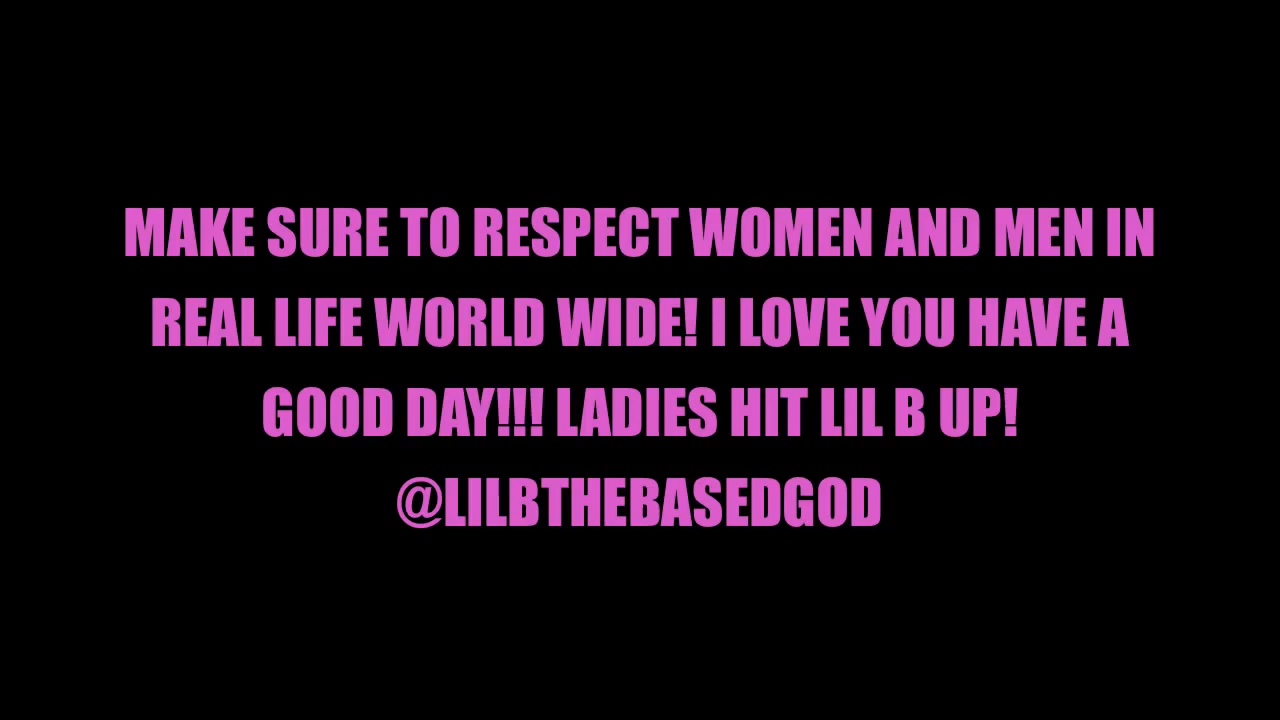 MAKE SURE TO RESPECT WOMEN AND MEN IN
REAL LIFE WORLD WIDE! I LOVE YOU HAVE A
GOOD DAY!!! LADIES HIT LIL B UP!
@LILBTHEBASEDGOD